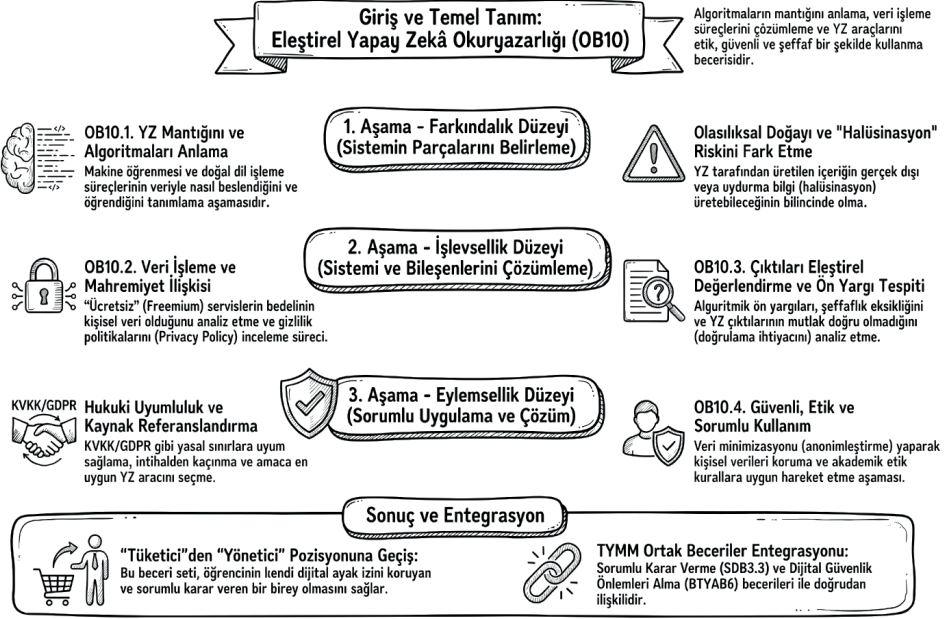 Giriş ve Temel Tanım:
Eleştirel Yapay Zekâ Okuryazarlığı (OB10)
Algoritmaların mantığını anlama, veri işleme
süreçlerini çözümleme ve YZ araçlarını
etik, güvenli ve şeffaf bir şekilde kullanma
becerisidir.
1. Aşama - Farkındalık Düzeyi
(Sistemin Parçalarını Belirleme)
</>
</>
OB10.1. YZ Mantığını ve
Algoritmaları Anlama
Makine öğrenmesi ve doğal dil işleme
süreçlerinin veriyle nasıl beslendiğini ve
öğrendiğini tanımlama aşamasıdır.
Olasılıksal Doğayı ve "Halüsinasyon"
Riskini Fark Etme
YZ tarafından üretilen içeriğin gerçek dışı
veya uydurma bilgi (halüsinasyon)
üretebileceğinin bilincinde olma.
2. Aşama - İşlevsellik Düzeyi
(Sistemi ve Bileşenlerini Çözümleme)
OB10.2. Veri İşleme ve
Mahremiyet İlişkisi
“Ücretsiz” (Freemium) servislerin bedelinin
kişisel veri olduğunu analiz etme ve gizlilik
politikalarını (Privacy Policy) inceleme süreci.
?
OB10.3. Çıktıları Eleştirel
Değerlendirme ve Ön Yargı Tespiti
Algoritmik ön yargıları, şeffaflık eksikliğini
ve YZ çıktılarının mutlak doğru olmadığını
(doğrulama ihtiyacını) analiz etme.
3. Aşama - Eylemsellik Düzeyi
(Sorumlu Uygulama ve Çözüm)
KVKK/GDPR
Hukuki Uyumluluk ve
Kaynak Referanslandırma
KVKK/GDPR gibi yasal sınırlara uyum
sağlama, intihalden kaçınma ve amaca en
uygun YZ aracını seçme.
OB10.4. Güvenli, Etik ve
Sorumlu Kullanım
Veri minimizasyonu (anonimleştirme) yaparak
kişisel verileri koruma ve akademik etik
kurallara uygun hareket etme aşaması.
Sonuç ve Entegrasyon
“Tüketici”den “Yönetici” Pozisyonuna Geçiş:
Bu beceri seti, öğrencinin kendi dijital ayak izini koruyan
ve sorumlu karar veren bir birey olmasını sağlar.
TYMM Ortak Beceriler Entegrasyonu:
Sorumlu Karar Verme (SDB3.3) ve Dijital Güvenlik
Önlemleri Alma (BTYAB6) becerileri ile doğrudan
ilişkilidir.